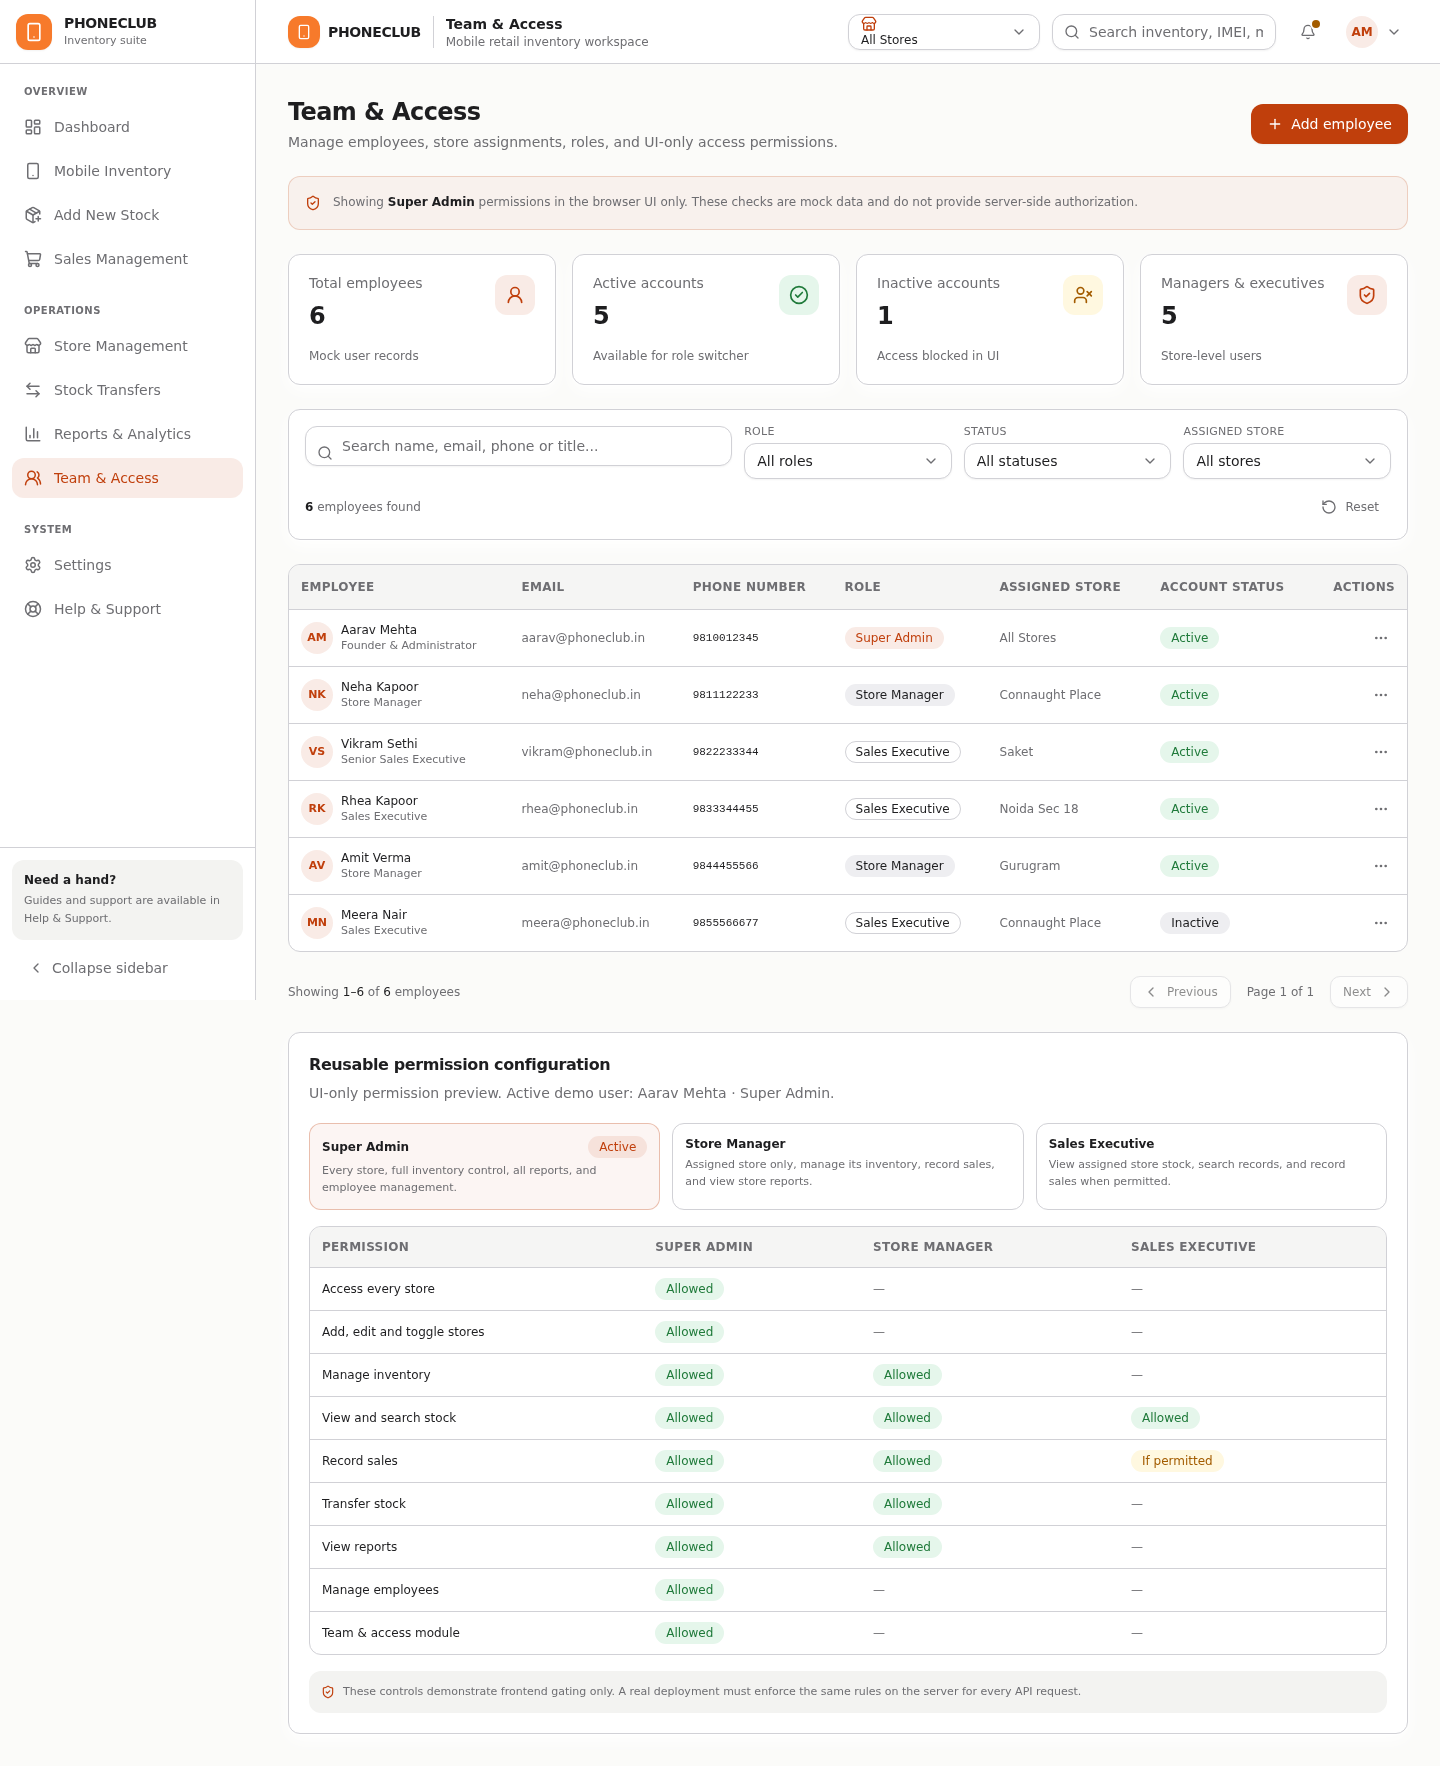 PHONECLUB
Inventory suite
PHONECLUB
Team & Access
Mobile retail inventory workspace
All Stores
Search inventory, IMEI, n
AM
OVERVIEW
Dashboard
Mobile Inventory
Add New Stock
Sales Management
OPERATIONS
Store Management
Stock Transfers
Reports & Analytics
Team & Access
SYSTEM
Settings
Help & Support
Need a hand?
Guides and support are available in
Help & Support.
Collapse sidebar
Team & Access
Manage employees, store assignments, roles, and UI-only access permissions.
Add employee
Showing Super Admin permissions in the browser UI only. These checks are mock data and do not provide server-side authorization.
Total employees
6
Mock user records
Active accounts
5
Available for role switcher
Inactive accounts
1
Access blocked in UI
Managers & executives
5
Store-level users
Search name, email, phone or title...
ROLE
All roles
STATUS
All statuses
ASSIGNED STORE
All stores
6 employees found
Reset
EMPLOYEE EMAIL PHONE NUMBER ROLE ASSIGNED STORE ACCOUNT STATUS ACTIONS
AM Aarav Mehta
Founder & Administrator
aarav@phoneclub.in 9810012345 Super Admin All Stores Active
NK Neha Kapoor
Store Manager
neha@phoneclub.in 9811122233 Store Manager Connaught Place Active
VS Vikram Sethi
Senior Sales Executive
vikram@phoneclub.in 9822233344 Sales Executive Saket Active
RK Rhea Kapoor
Sales Executive
rhea@phoneclub.in 9833344455 Sales Executive Noida Sec 18 Active
AV Amit Verma
Store Manager
amit@phoneclub.in 9844455566 Store Manager Gurugram Active
MN Meera Nair
Sales Executive
meera@phoneclub.in 9855566677 Sales Executive Connaught Place Inactive
Showing 1–6 of 6 employees
Previous
Page 1 of 1
Next
Reusable permission configuration
UI-only permission preview. Active demo user: Aarav Mehta · Super Admin.
Super Admin
Active
Every store, full inventory control, all reports, and
employee management.
Store Manager
Assigned store only, manage its inventory, record sales,
and view store reports.
Sales Executive
View assigned store stock, search records, and record
sales when permitted.
PERMISSION SUPER ADMIN STORE MANAGER SALES EXECUTIVE
Access every store Allowed — —
Add, edit and toggle stores Allowed — —
Manage inventory Allowed Allowed —
View and search stock Allowed Allowed Allowed
Record sales Allowed Allowed If permitted
Transfer stock Allowed Allowed —
View reports Allowed Allowed —
Manage employees Allowed — —
Team & access module Allowed — —
These controls demonstrate frontend gating only. A real deployment must enforce the same rules on the server for every API request.